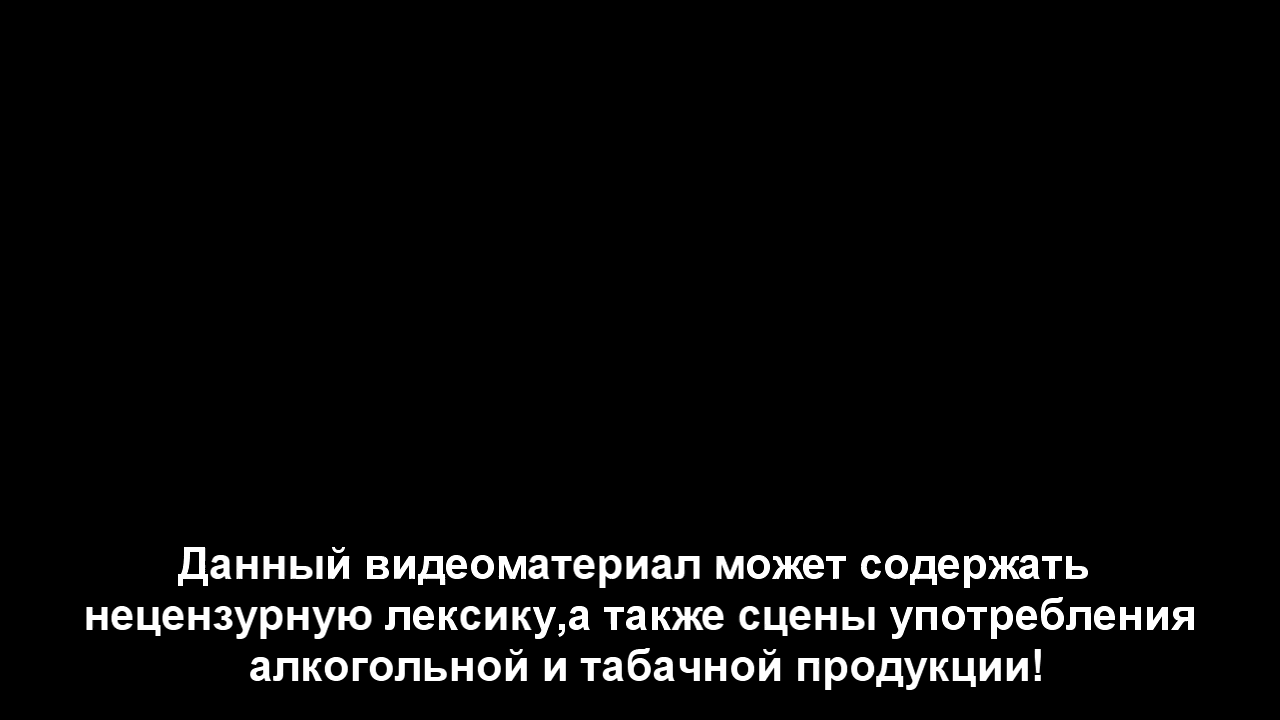 Данный видеоматериал может содержать
нецензурную лексику,а также сцены употребления
алкогольной и табачной продукции!